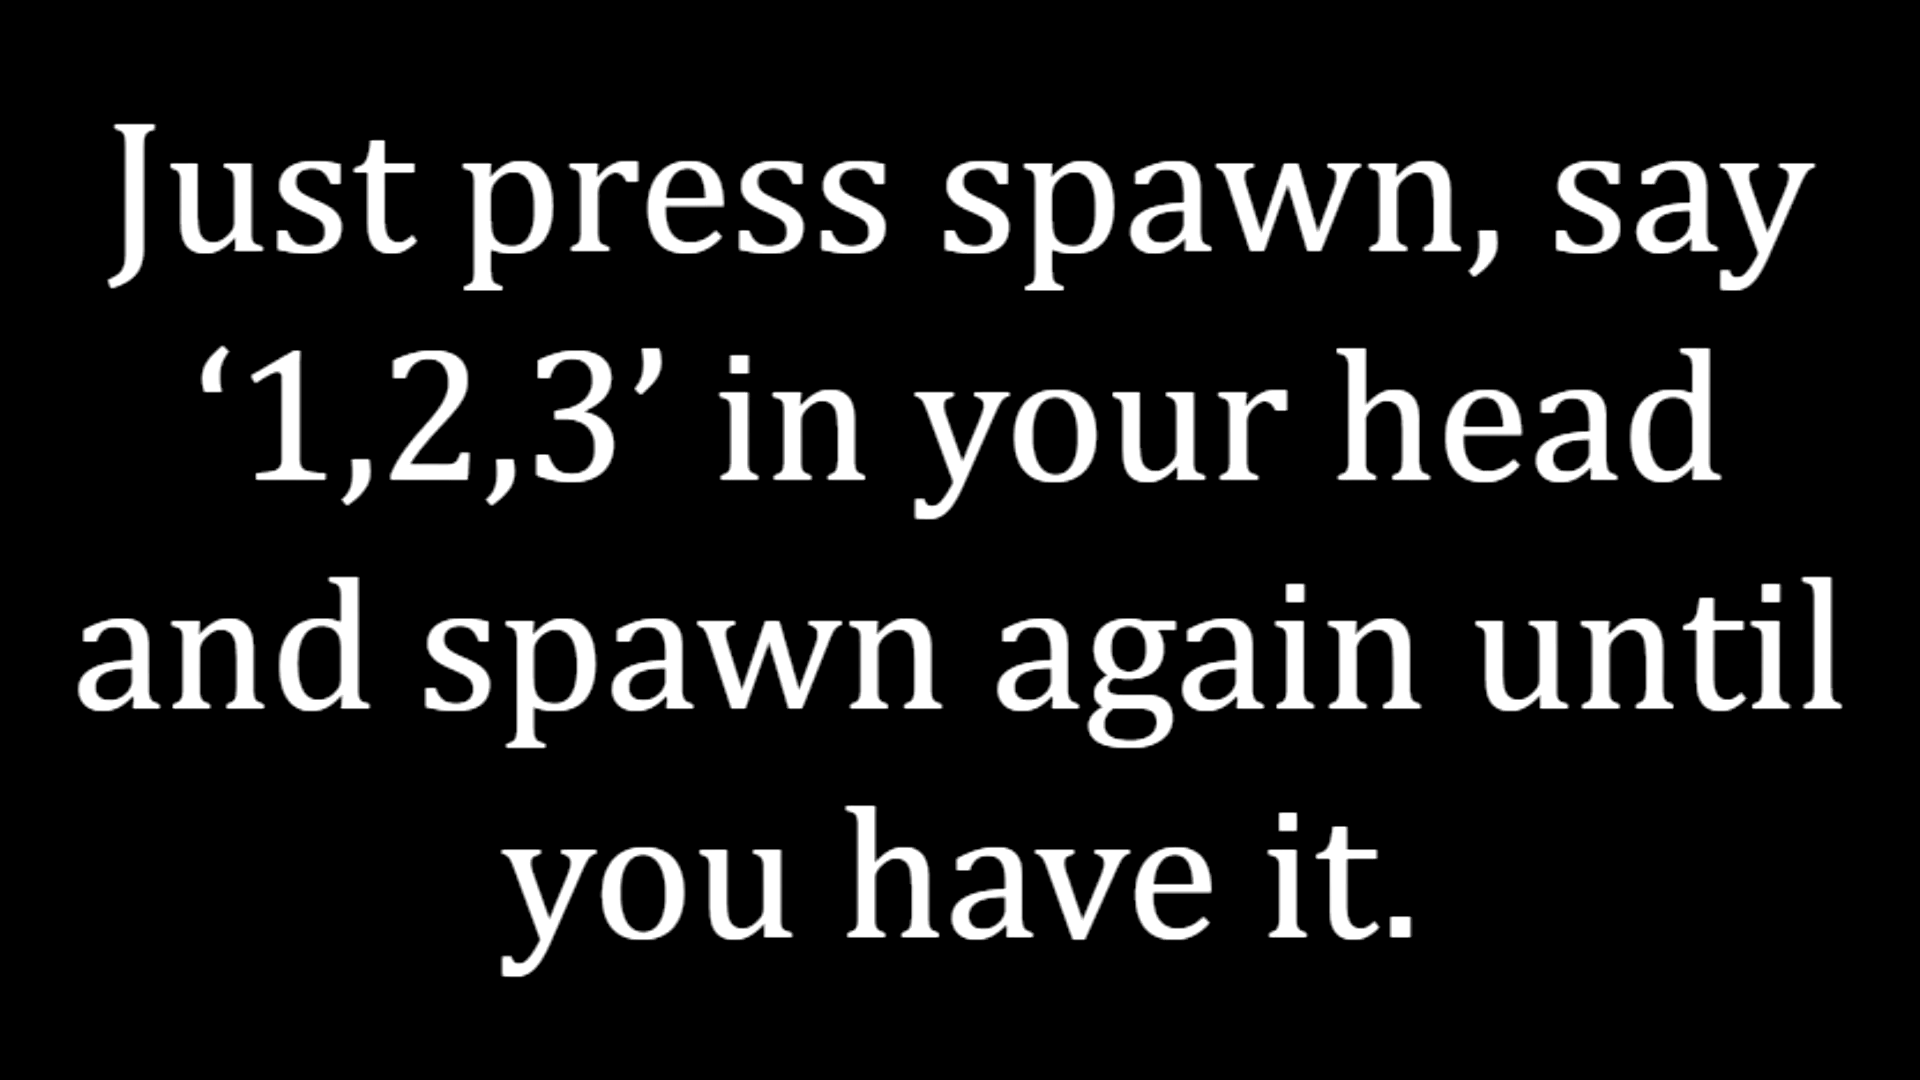 Just press spawn, say
‘1,2,3’ in your head
and spawn again until
you have it.